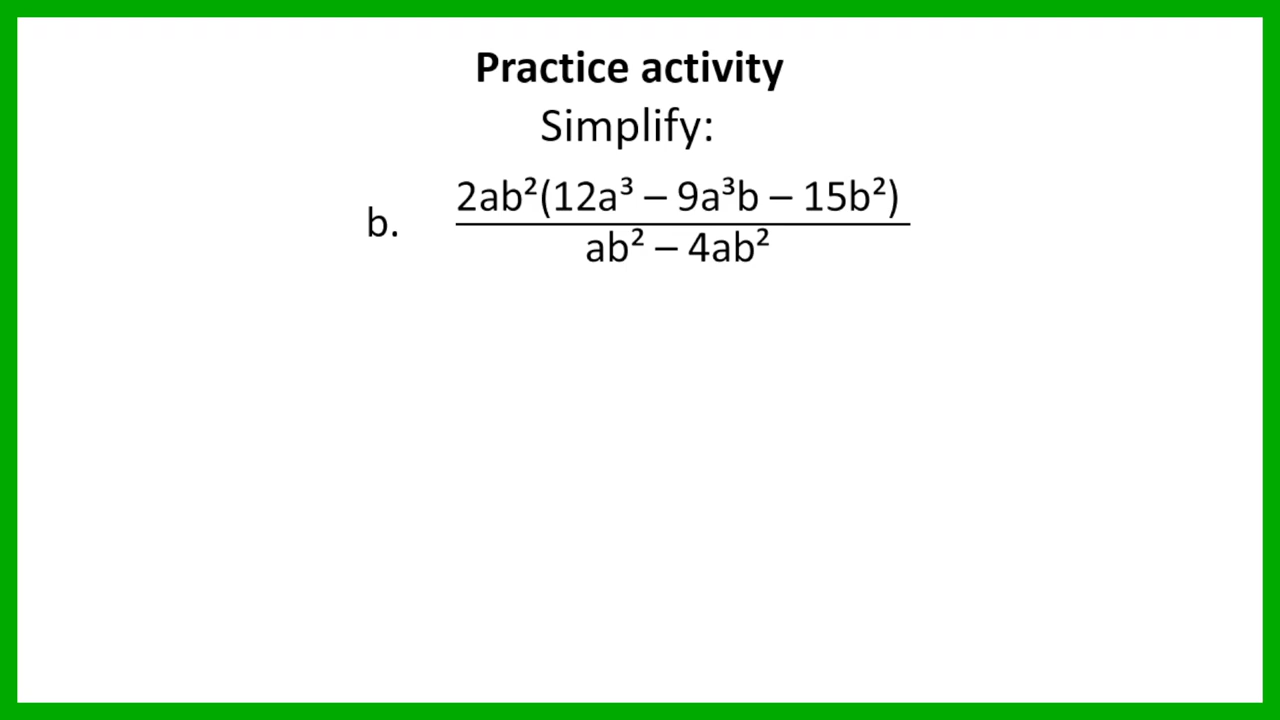 Practice activity
Simplify:
2ab²(12a³ – 9a³b – 15b²)
b.
ab² – 4ab²